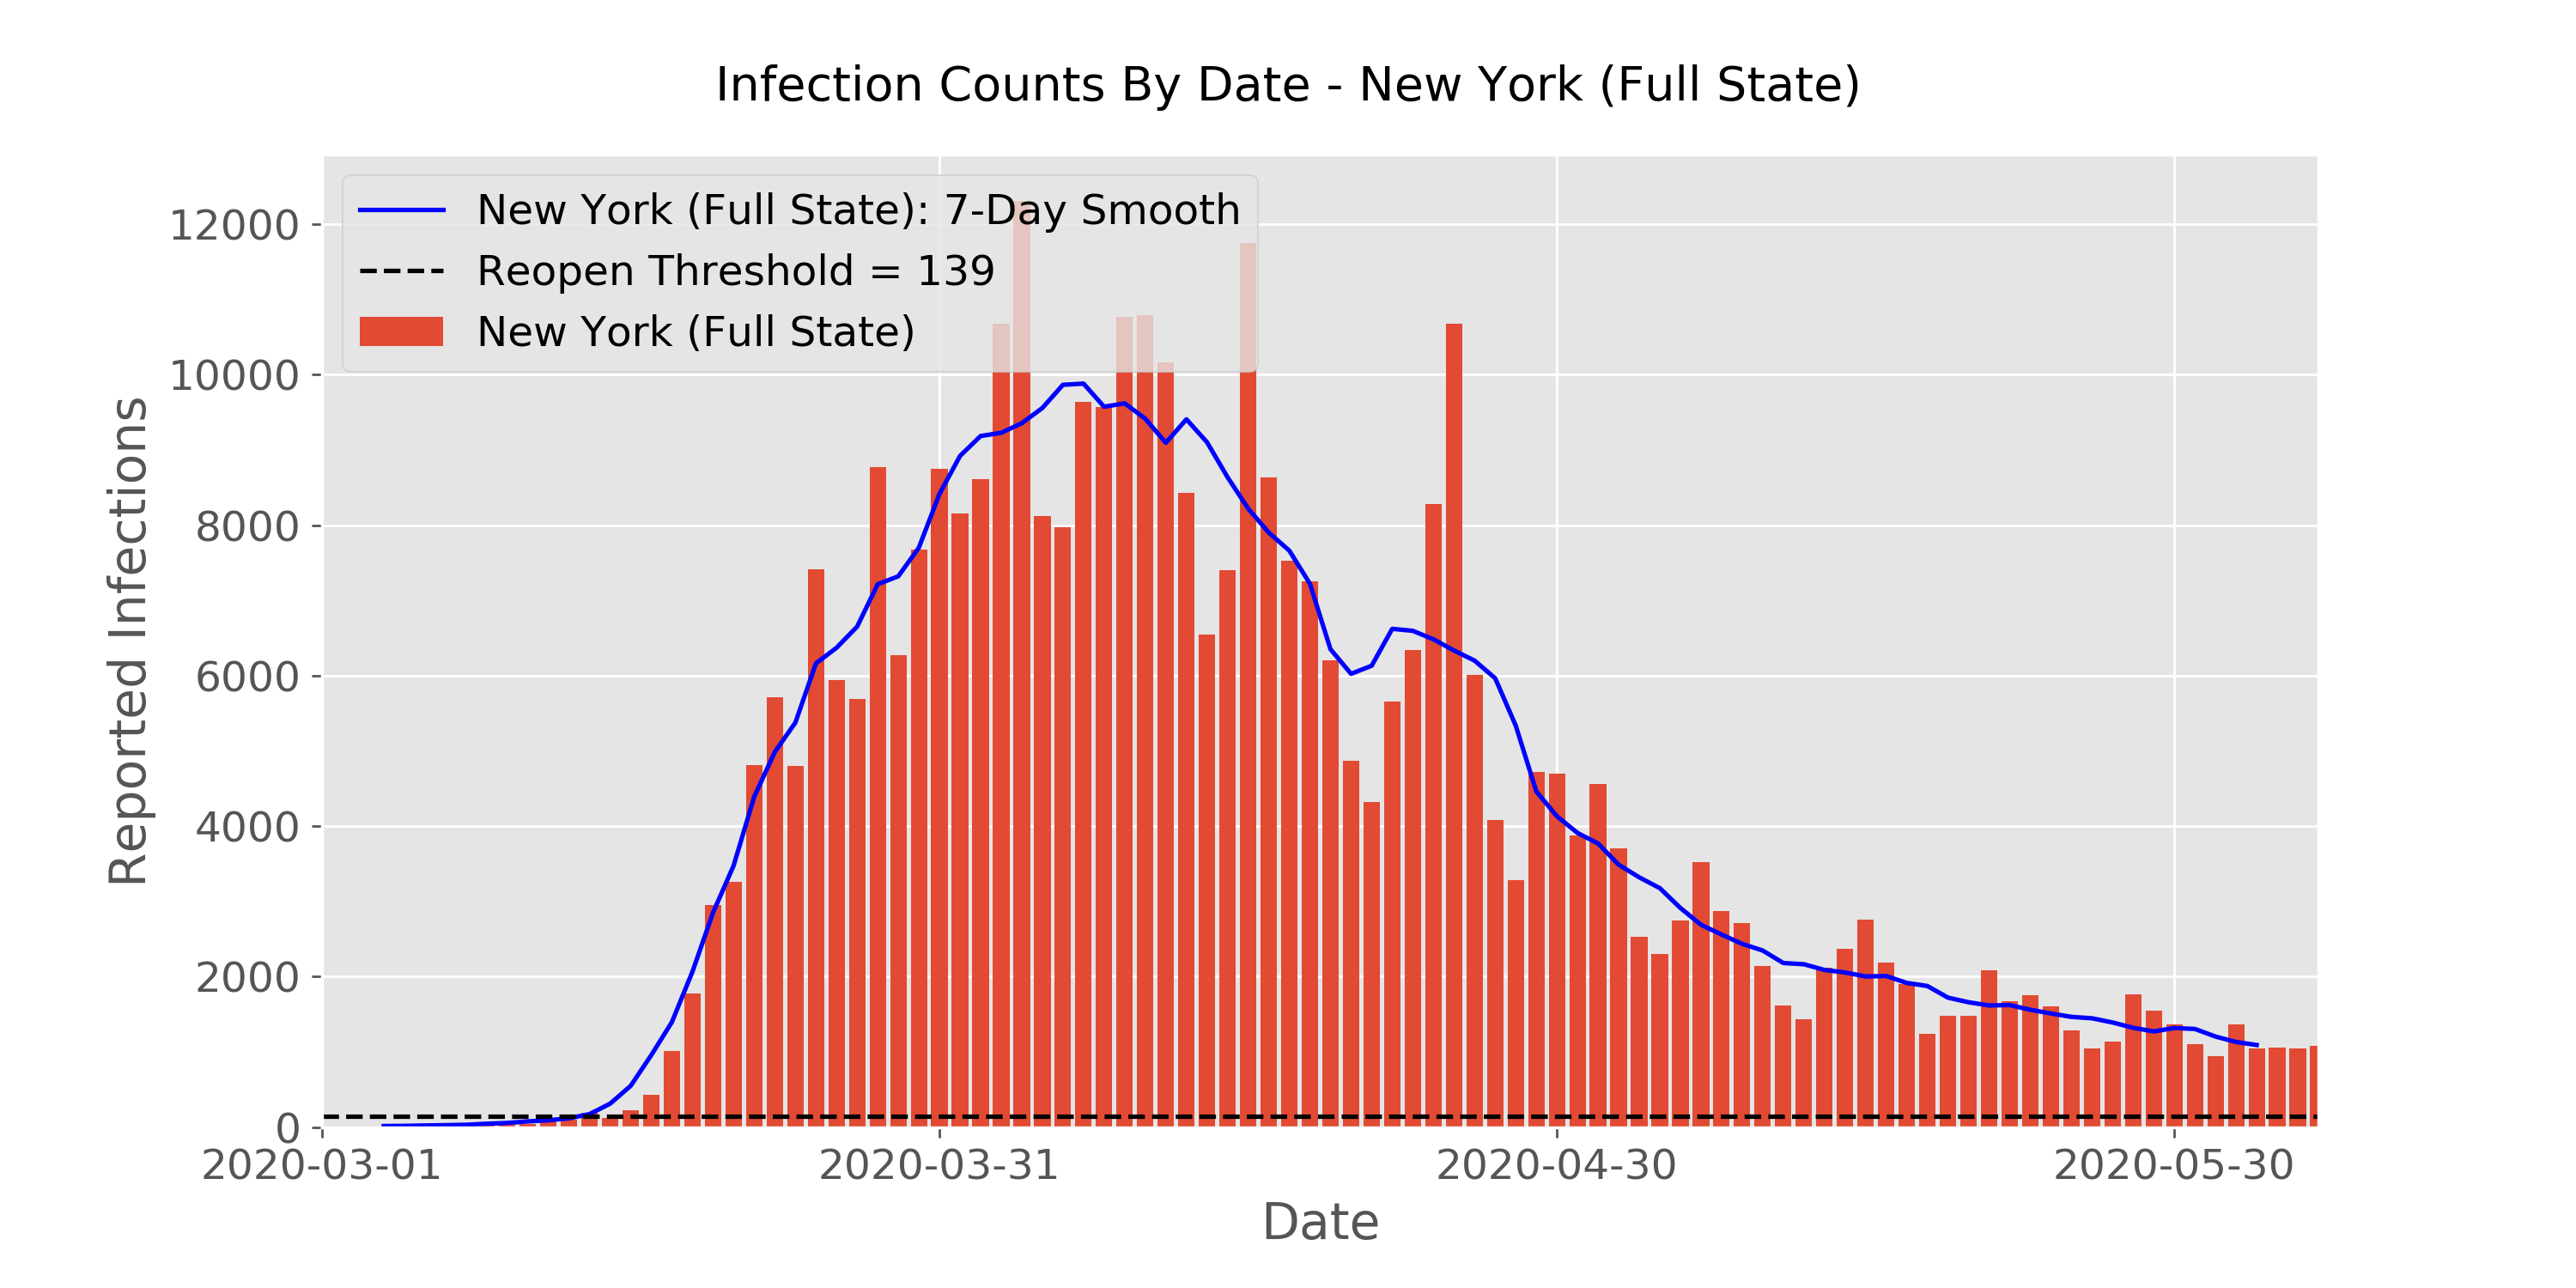 Infection Counts By Date - New York (Full State)
New York (Full State): 7-Day Smooth
Reopen Threshold = 139
New York (Full State)
12000
10000
8000
6000
4000
2000
0
Reported Infections
2020-03-01 2020-03-31 2020-04-30 2020-05-30
Date